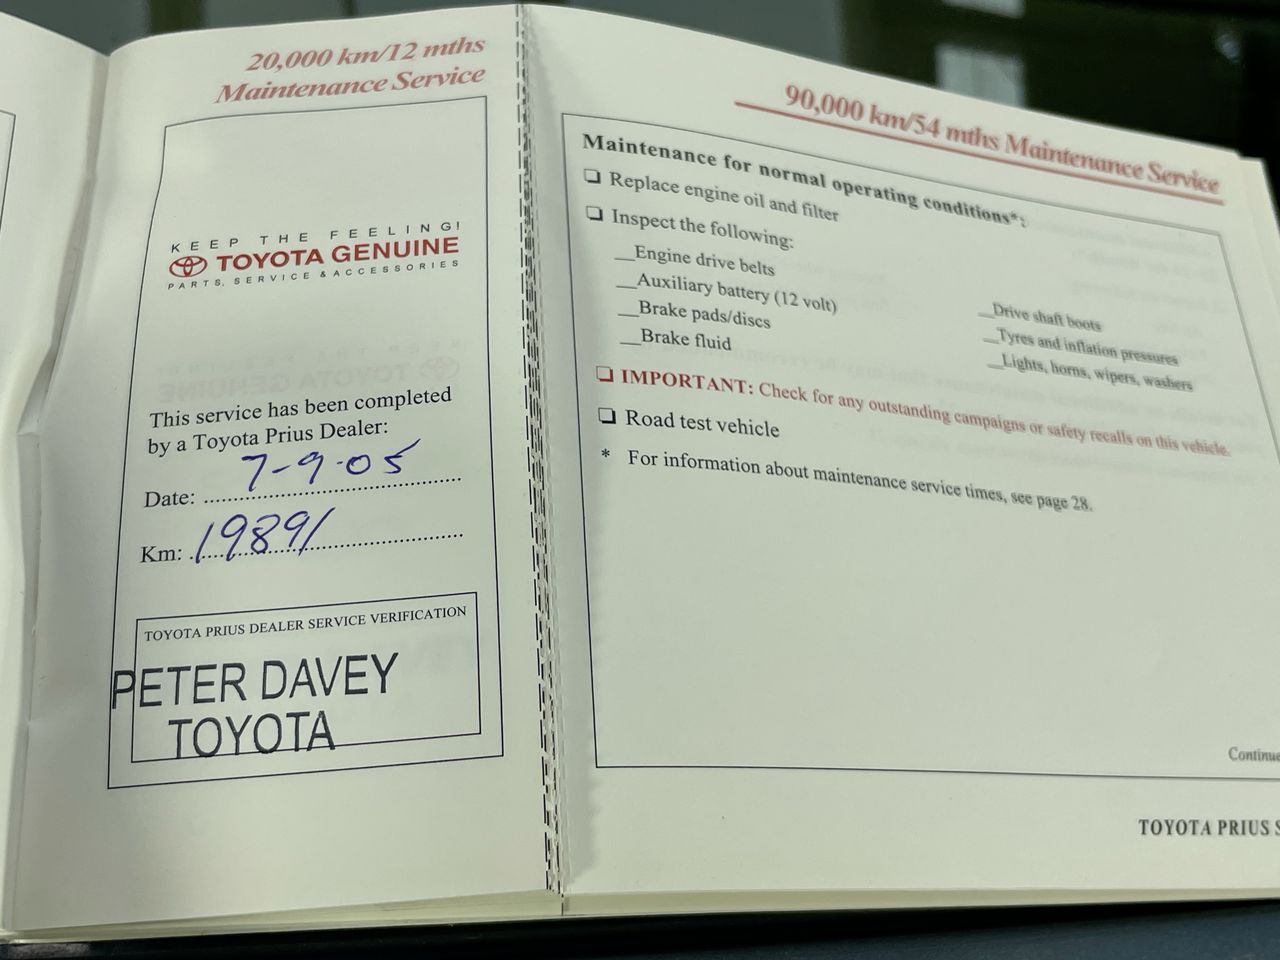 20,000 km/12 mths
Maintenance Service
KEEP THE FEELING!
TOYOTA GENUINE
PARTS, SERVICE & ACCESSORIES
This service has been completed
by a Toyota Prius Dealer:
Date: 7-9-05
Km: 19891
TOYOTA PRIUS DEALER SERVICE VERIFICATION
PETER DAVEY
TOYOTA
90,000 km/54 mths Maintenance Service
Maintenance for normal operating conditions*:
❏ Replace engine oil and filter
❏ Inspect the following:
__Engine drive belts
__Auxiliary battery (12 volt)
__Brake pads/discs
__Brake fluid
__Drive shaft boots
__Tyres and inflation pressures
__Lights, horns, wipers, washers
❏ IMPORTANT: Check for any outstanding campaigns or safety recalls on this vehicle.
❏ Road test vehicle
* For information about maintenance service times, see page 28.
Continue
TOYOTA PRIUS S